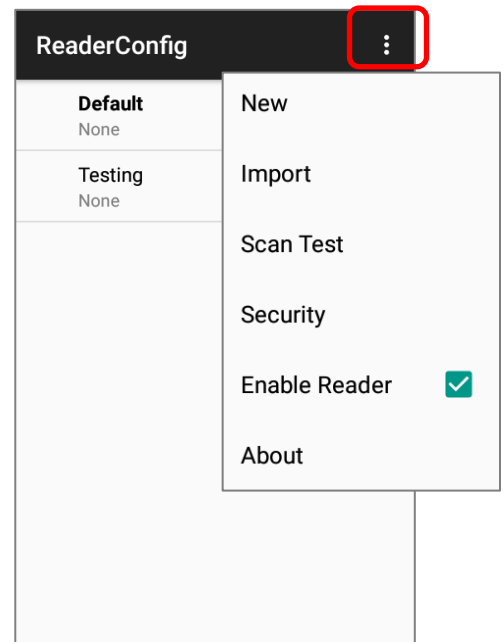 ReaderConfig
Default
None
Testing
None
New
Import
Scan Test
Security
Enable Reader
About